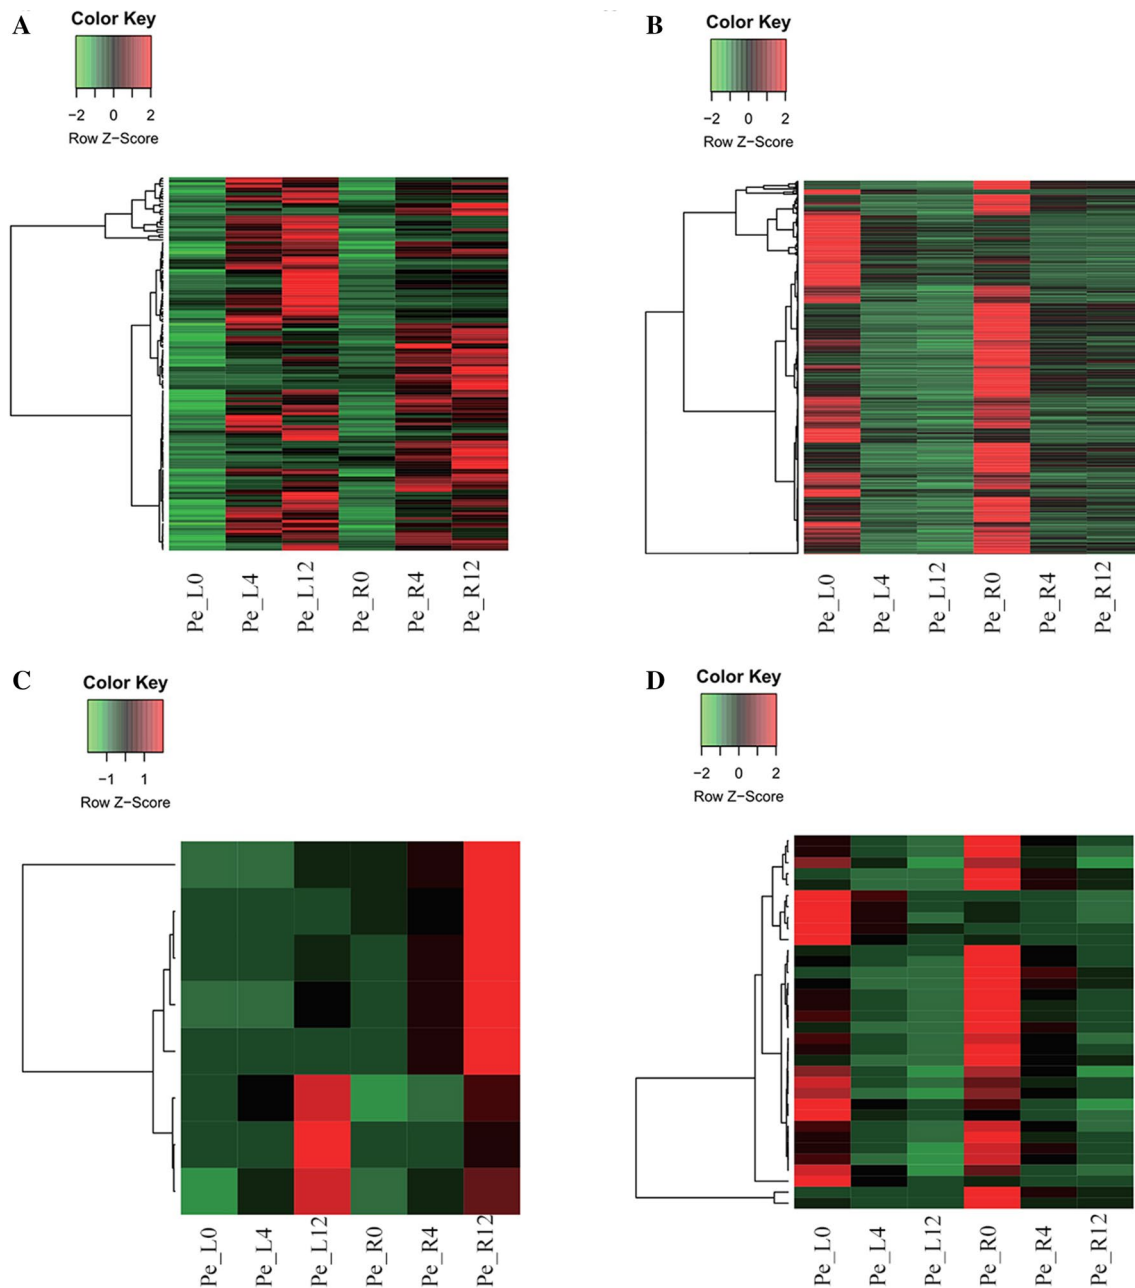 A
Color Key
−2 0 2
Row Z−Score
Pe_L0 Pe_L4 Pe_L12 Pe_R0 Pe_R4 Pe_R12
B
Color Key
−2 0 2
Row Z−Score
Pe_L0 Pe_L4 Pe_L12 Pe_R0 Pe_R4 Pe_R12
C
Color Key
−1 1
Row Z−Score
Pe_L0 Pe_L4 Pe_L12 Pe_R0 Pe_R4 Pe_R12
D
Color Key
−2 0 2
Row Z−Score
Pe_L0 Pe_L4 Pe_L12 Pe_R0 Pe_R4 Pe_R12